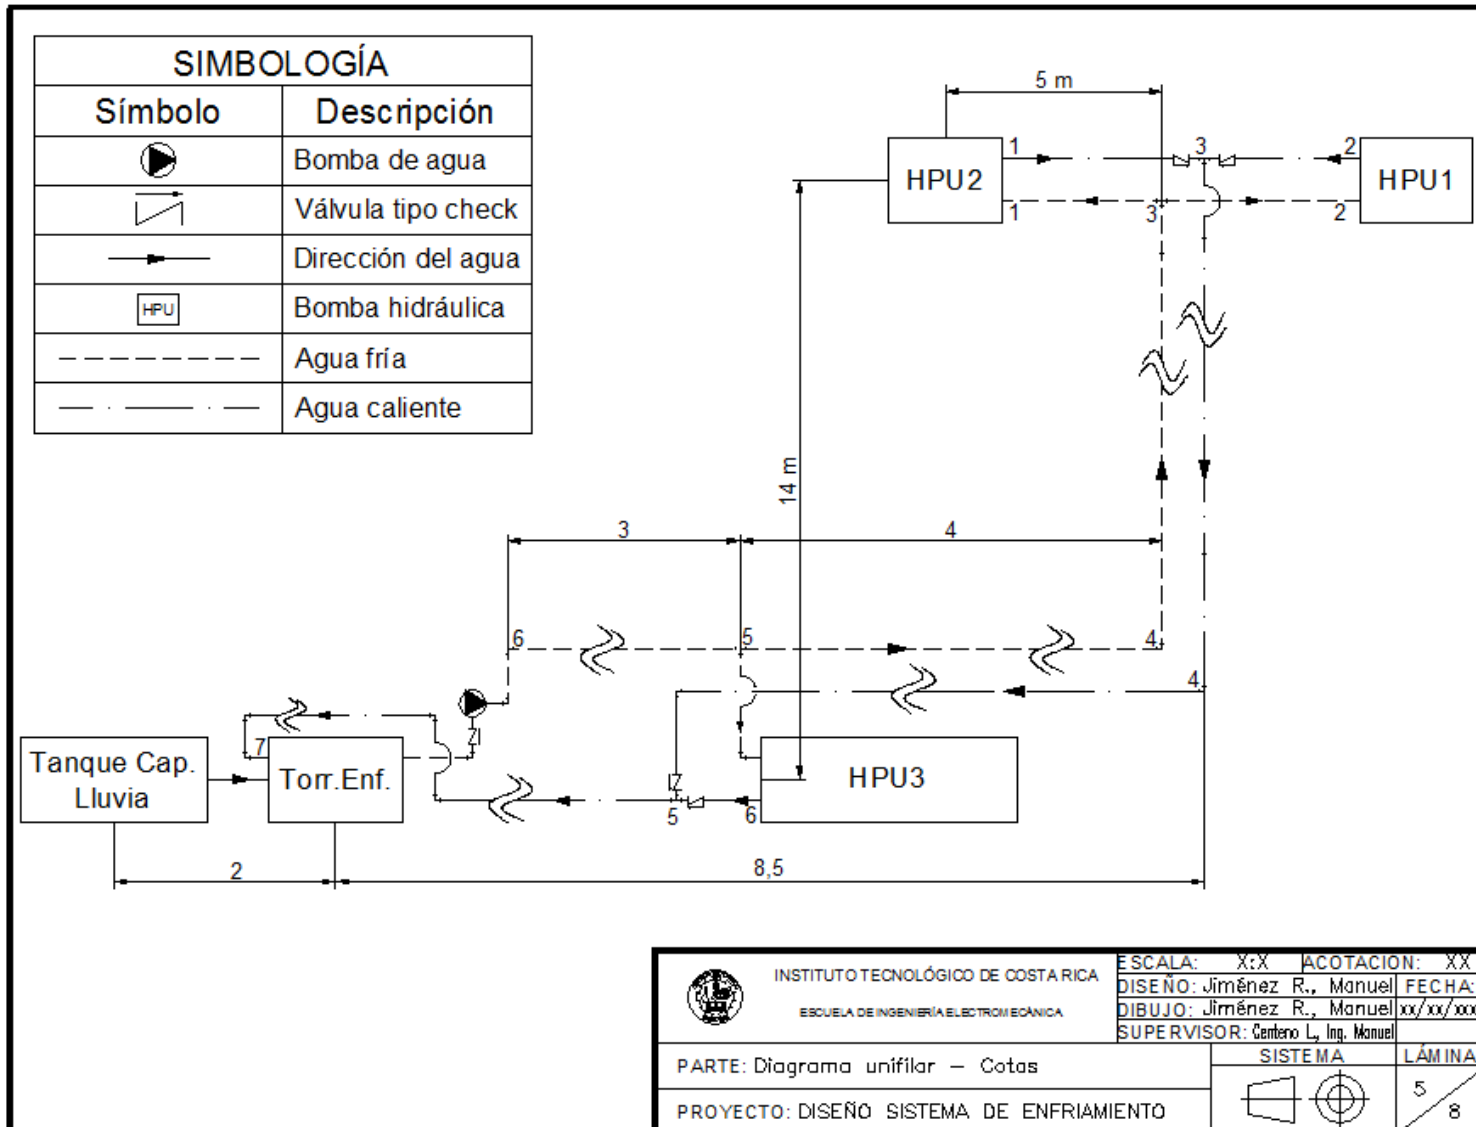 SIMBOLOGÍA
Símbolo Descripción
Bomba de agua
Válvula tipo check
Dirección del agua
HPU Bomba hidráulica
Agua fría
Agua caliente
5 m
HPU2
1
1
3
3
2
2
HPU1
14 m
3
4
6
5
4
4
7
Tanque Cap.
Lluvia
Torr.Enf.
5
6
HPU3
2
8,5
INSTITUTO TECNOLÓGICO DE COSTA RICA
ESCUELA DE INGENIERÍA ELECTROMECÁNICA
ESCALA: X:X ACOTACION: XX
DISEÑO: Jiménez R., Manuel FECHA:
DIBUJO: Jiménez R., Manuel xx/xx/xxx
SUPERVISOR: Centeno L, Ing. Manuel
PARTE: Diagrama unifilar – Cotas
SISTEMA LÁMINA
5
8
PROYECTO: DISEÑO SISTEMA DE ENFRIAMIENTO